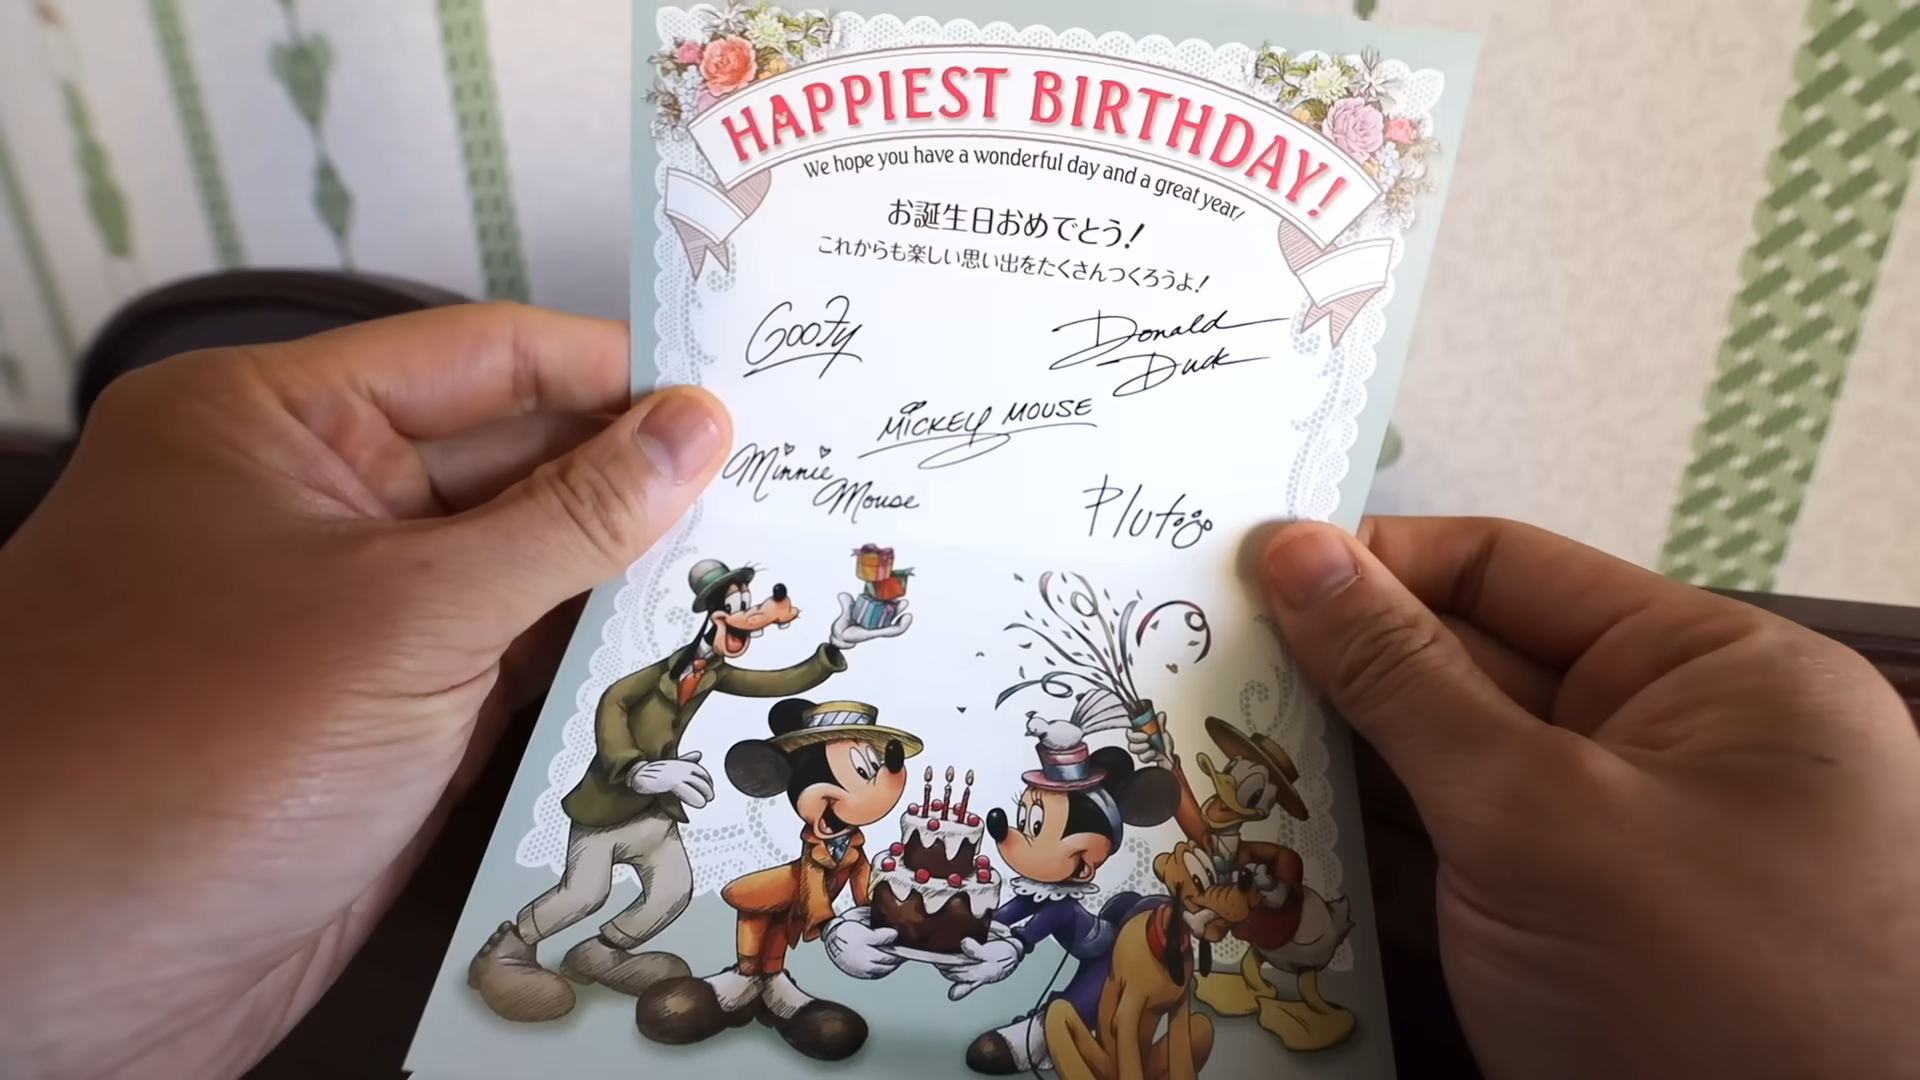 HAPPIEST BIRTHDAY!
We hope you have a wonderful day and a great year!
お誕生日おめでとう!
これからも楽しい思い出をたくさんつくろうよ!
Goofy
Donald
Duck
MICKEY MOUSE
Minnie
Mouse
Pluto